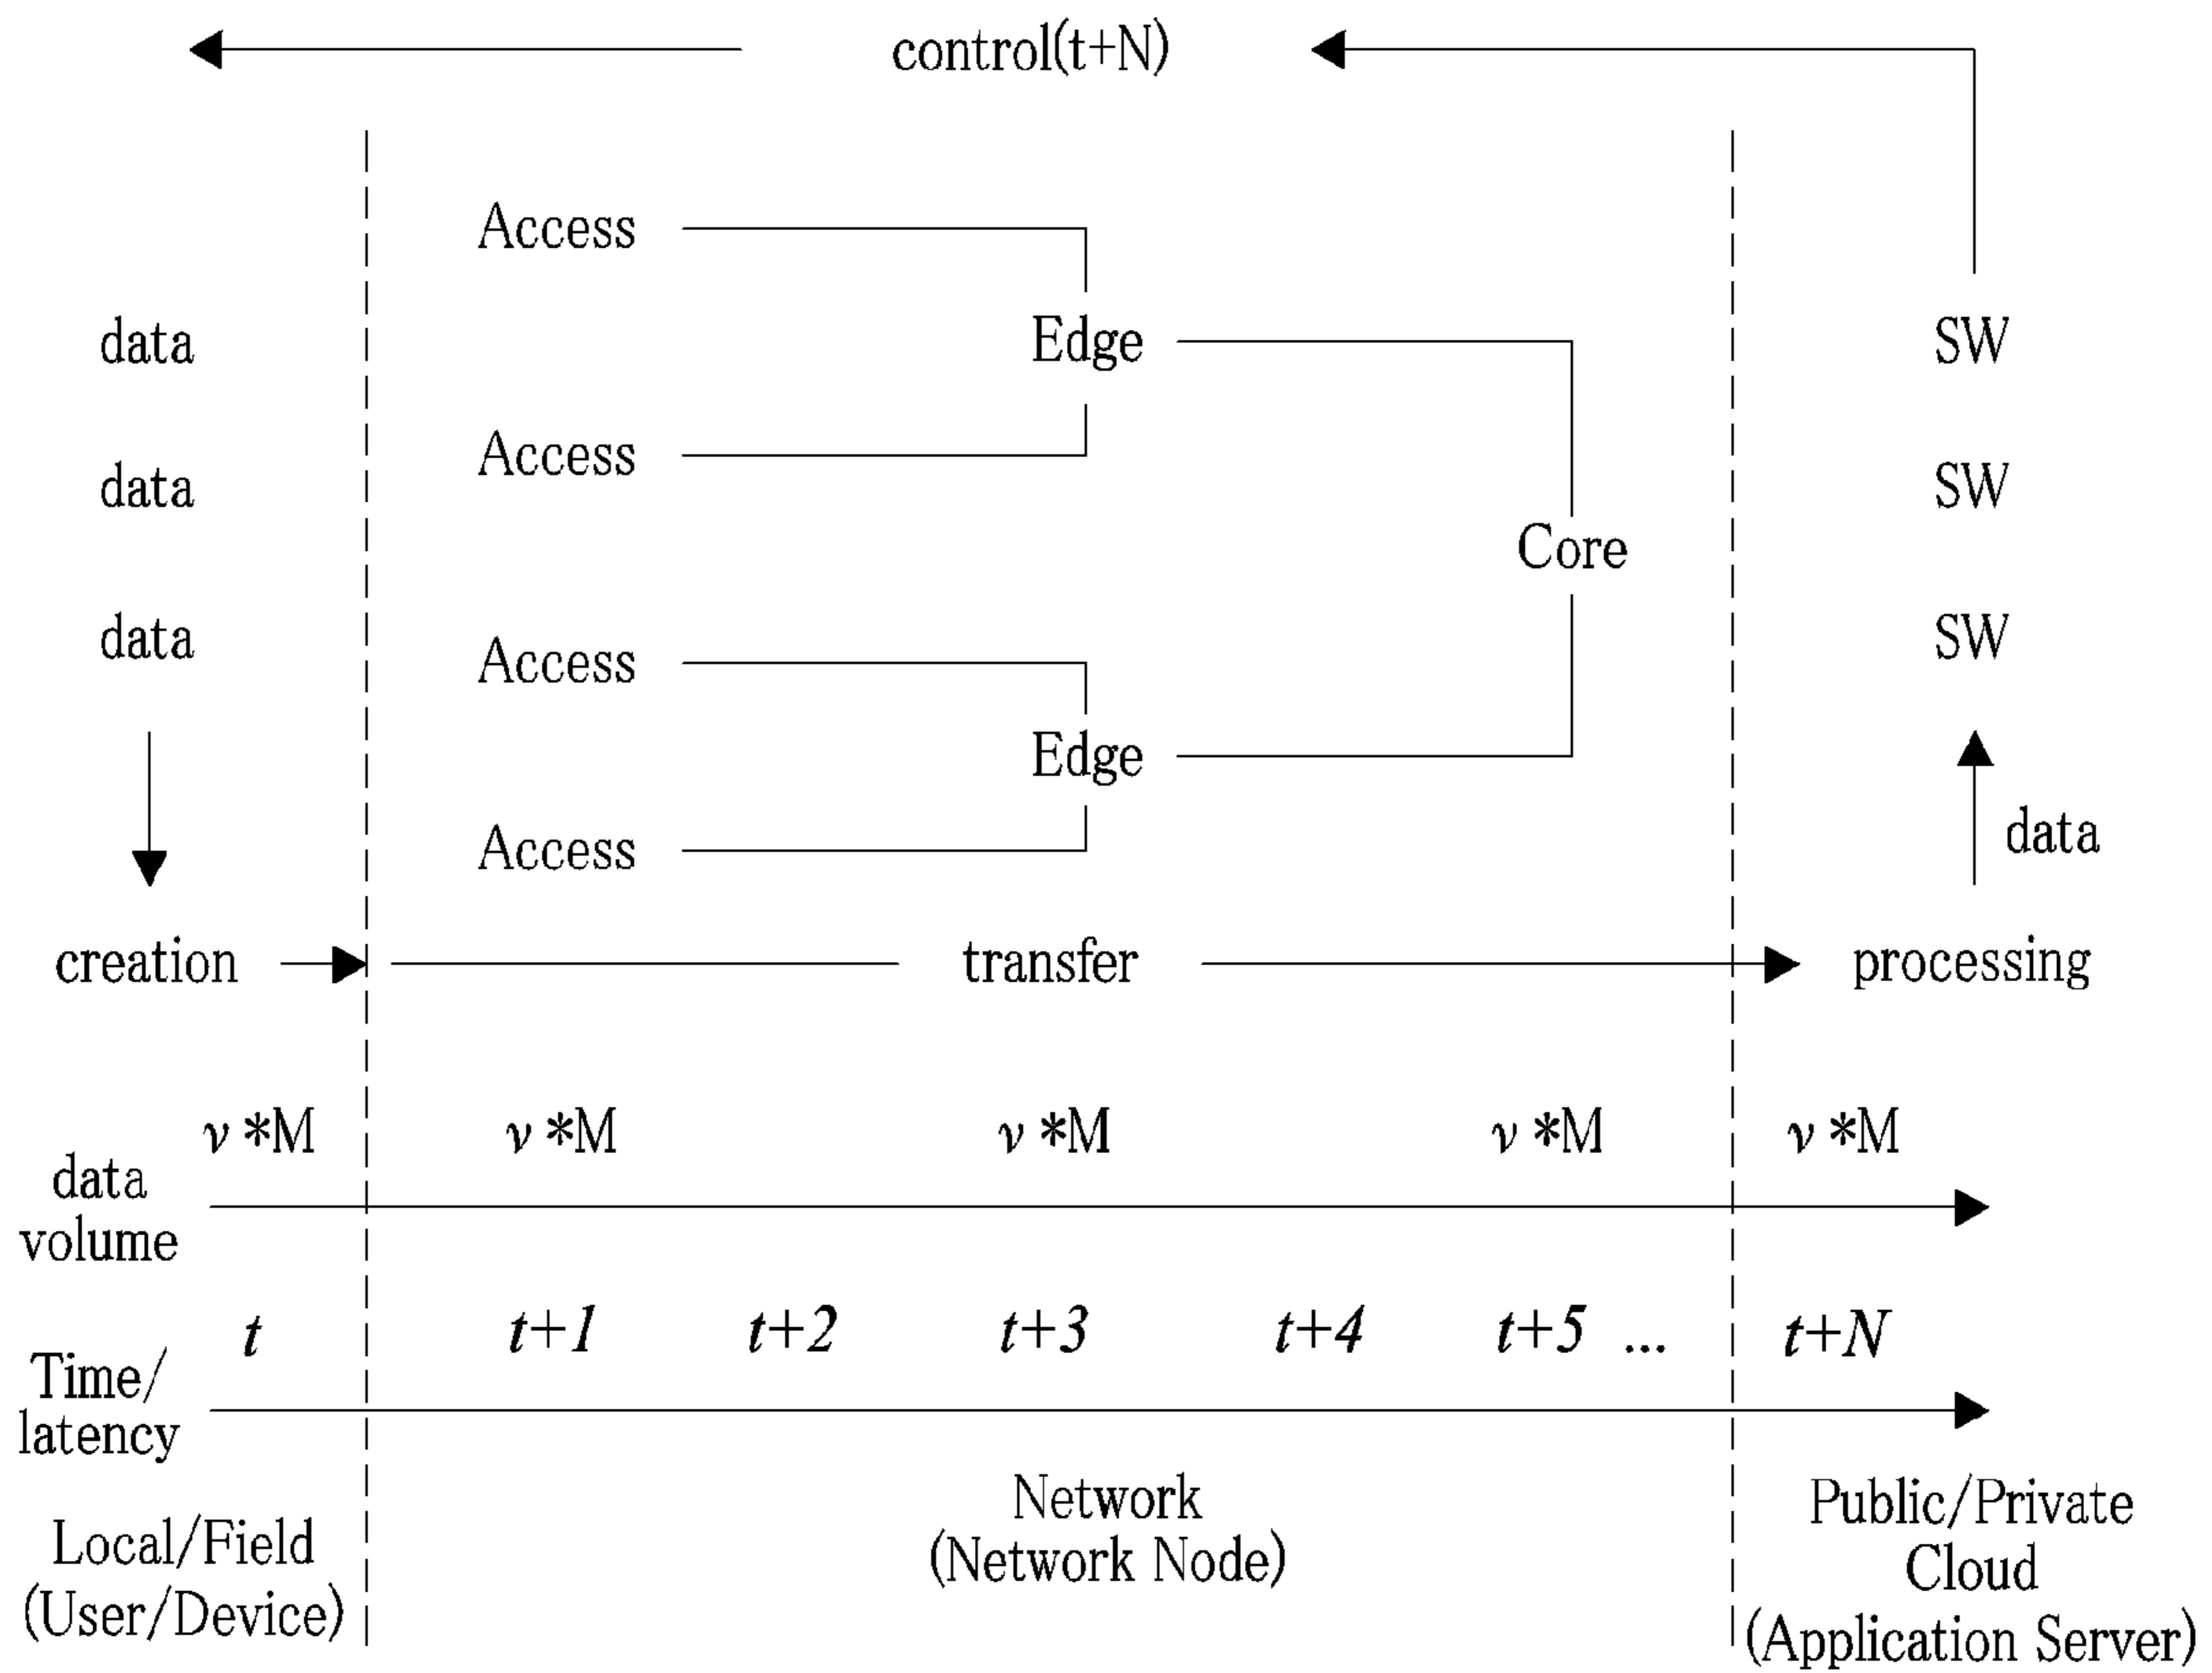 control(t+N)
Access
data
Edge
SW
Access
data
SW
Core
data
Access
SW
Edge
data
Access
creation
transfer
processing
v *M
v *M
v *M
v *M
v *M
data
volume
t
t+1
t+2
t+3
t+4
t+5
...
t+N
Time/
latency
Local/Field
(User/Device)
Network
(Network Node)
Public/Private
Cloud
(Application Server)